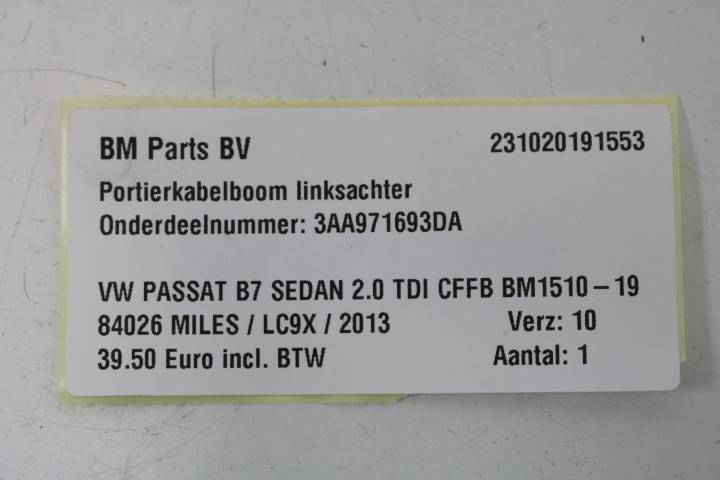 BM Parts BV 231020191553
Portierkabelboom linksachter
Onderdeelnummer: 3AA971693DA
VW PASSAT B7 SEDAN 2.0 TDI CFFB BM1510-19
84026 MILES / LC9X / 2013 Verz: 10
39.50 Euro incl. BTW Aantal: 1